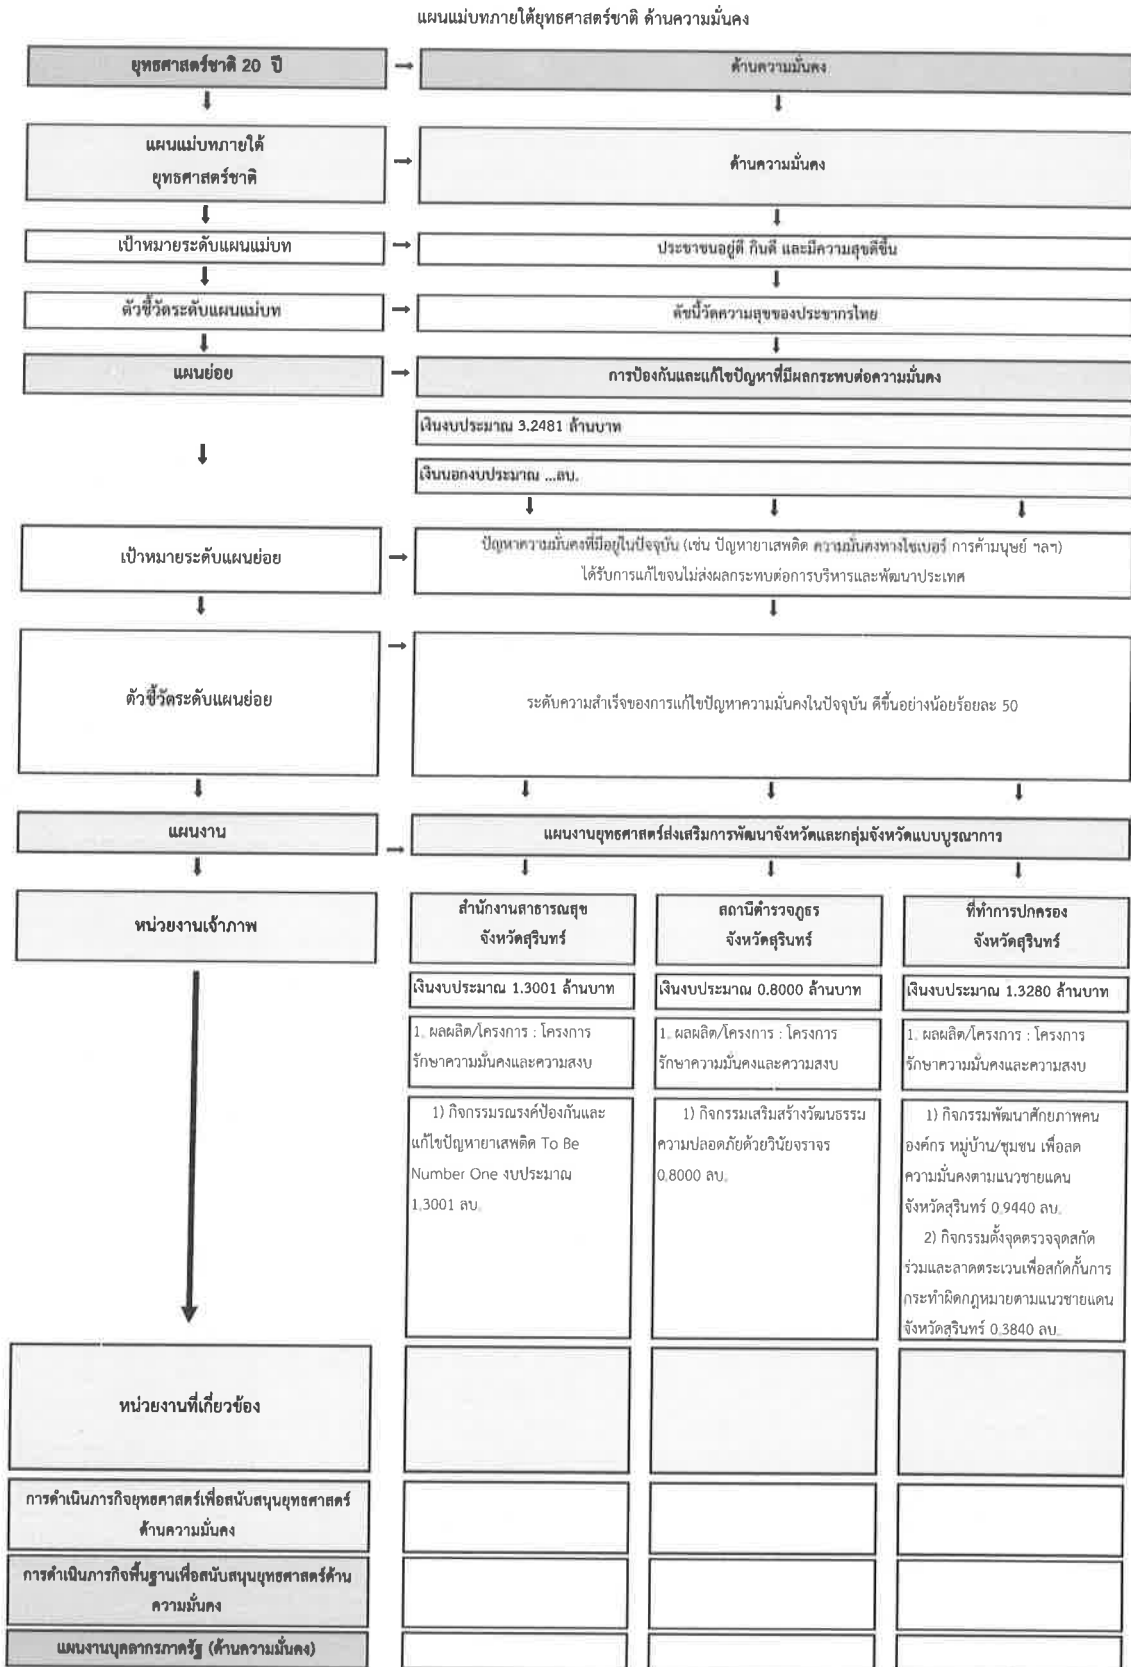 แผนแม่บทภายใต้ยุทธศาสตร์ชาติ ด้านความมั่นคง
ยุทธศาสตร์ชาติ 20 ปี
ด้านความมั่นคง
แผนแม่บทภายใต้
ยุทธศาสตร์ชาติ
ด้านความมั่นคง
เป้าหมายระดับแผนแม่บท
ประชาชนอยู่ดี กินดี และมีความสุขดีขึ้น
ตัวชี้วัดระดับแผนแม่บท
ดัชนีวัดความสุขของประชากรไทย
แผนย่อย
การป้องกันและแก้ไขปัญหาที่มีผลกระทบต่อความมั่นคง
เงินงบประมาณ 3.2481 ล้านบาท
เงินนอกงบประมาณ ...ลบ.
เป้าหมายระดับแผนย่อย
ปัญหาความมั่นคงที่มีอยู่ในปัจจุบัน (เช่น ปัญหายาเสพติด ความมั่นคงทางไซเบอร์ การค้ามนุษย์ ฯลฯ)
ได้รับการแก้ไขจนไม่ส่งผลกระทบต่อการบริหารและพัฒนาประเทศ
ตัวชี้วัดระดับแผนย่อย
ระดับความสำเร็จของการแก้ไขปัญหาความมั่นคงในปัจจุบัน ดีขึ้นอย่างน้อยร้อยละ 50
แผนงาน
แผนงานยุทธศาสตร์ส่งเสริมการพัฒนาจังหวัดและกลุ่มจังหวัดแบบบูรณาการ
หน่วยงานเจ้าภาพ
สำนักงานสาธารณสุข
จังหวัดสุรินทร์
เงินงบประมาณ 1.3001 ล้านบาท
1. ผลผลิต/โครงการ : โครงการ
รักษาความมั่นคงและความสงบ
1) กิจกรรมรณรงค์ป้องกันและ
แก้ไขปัญหายาเสพติด To Be
Number One งบประมาณ
1.3001 ลบ.
สถานีตำรวจภูธร
จังหวัดสุรินทร์
เงินงบประมาณ 0.8000 ล้านบาท
1. ผลผลิต/โครงการ : โครงการ
รักษาความมั่นคงและความสงบ
1) กิจกรรมเสริมสร้างวัฒนธรรม
ความปลอดภัยด้วยวินัยจราจร
0.8000 ลบ.
ที่ทำการปกครอง
จังหวัดสุรินทร์
เงินงบประมาณ 1.3280 ล้านบาท
1. ผลผลิต/โครงการ : โครงการ
รักษาความมั่นคงและความสงบ
1) กิจกรรมพัฒนาศักยภาพคน
องค์กร หมู่บ้าน/ชุมชน เพื่อลด
ความมั่นคงตามแนวชายแดน
จังหวัดสุรินทร์ 0.9440 ลบ.
2) กิจกรรมตั้งจุดตรวจจุดสกัด
ร่วมและลาดตระเวนเพื่อสกัดกั้นการ
กระทำผิดกฎหมายตามแนวชายแดน
จังหวัดสุรินทร์ 0.3840 ลบ.
หน่วยงานที่เกี่ยวข้อง
การดำเนินภารกิจยุทธศาสตร์เพื่อสนับสนุนยุทธศาสตร์
ด้านความมั่นคง
การดำเนินภารกิจพื้นฐานเพื่อสนับสนุนยุทธศาสตร์ด้าน
ความมั่นคง
แผนงานบุคลากรภาครัฐ (ด้านความมั่นคง)